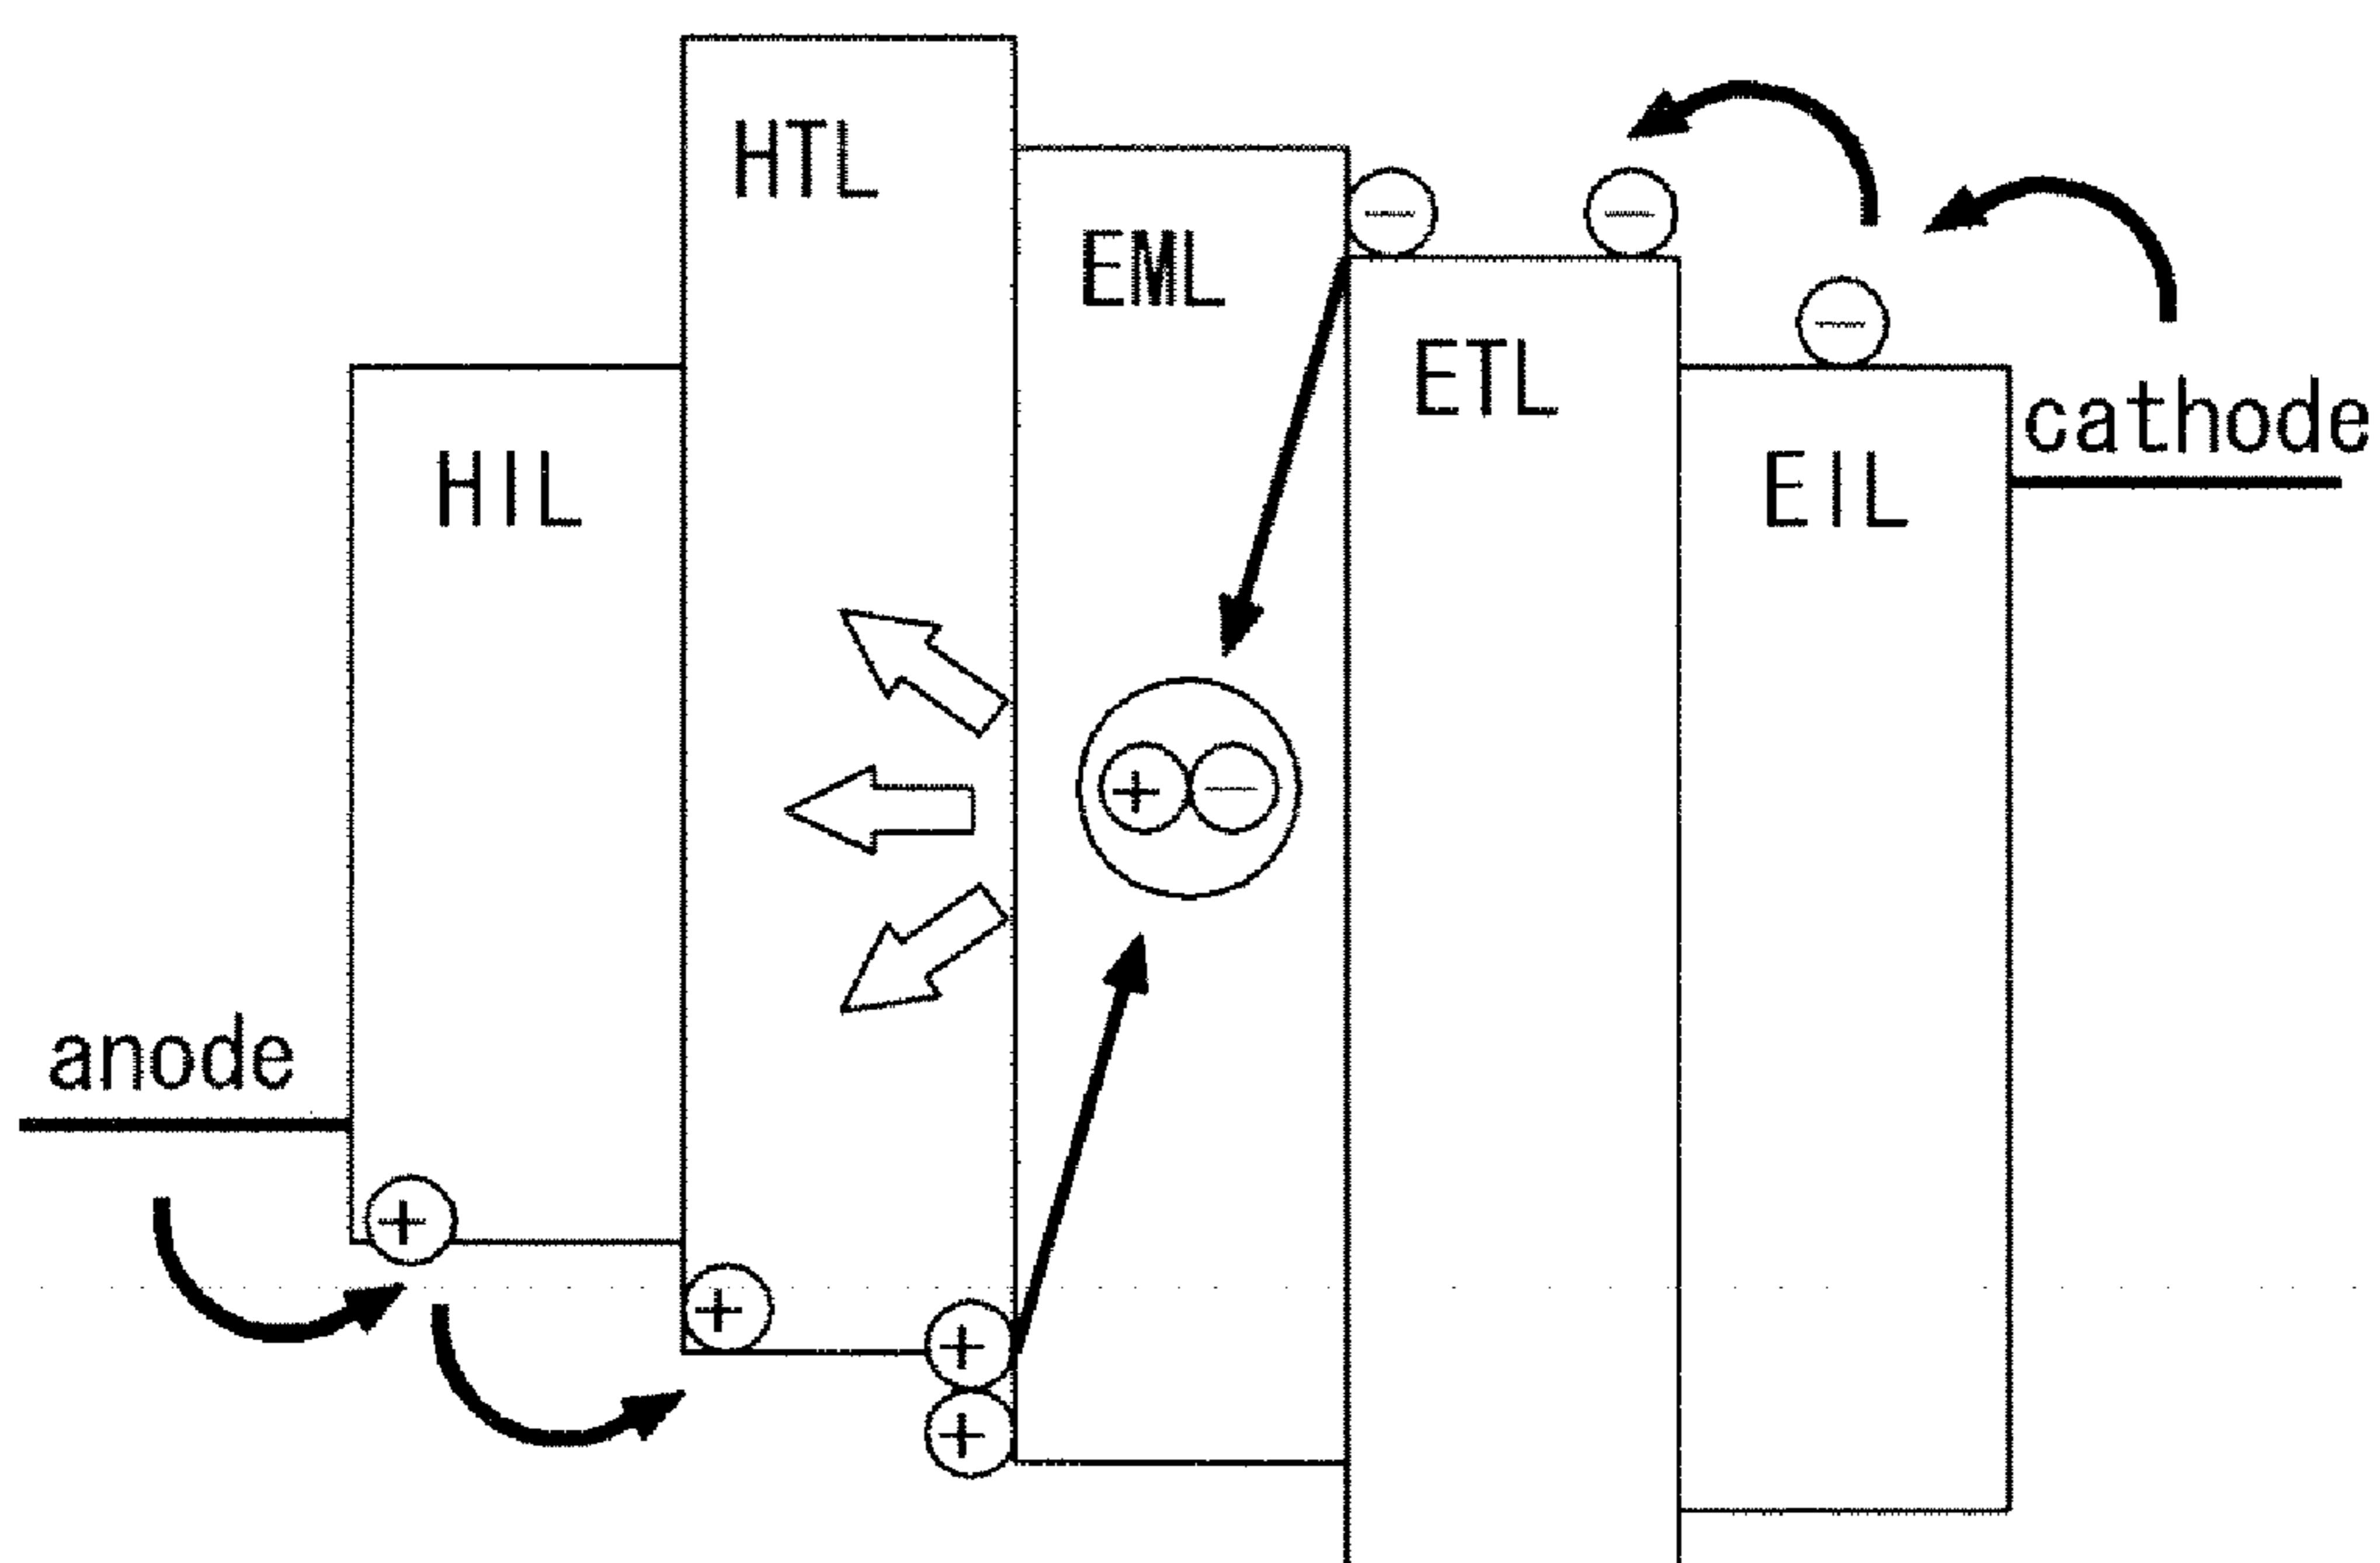 HTL
EML
ETL
cathode
HIL
EIL
anode
−
−
−
+
−
+
+
+
+